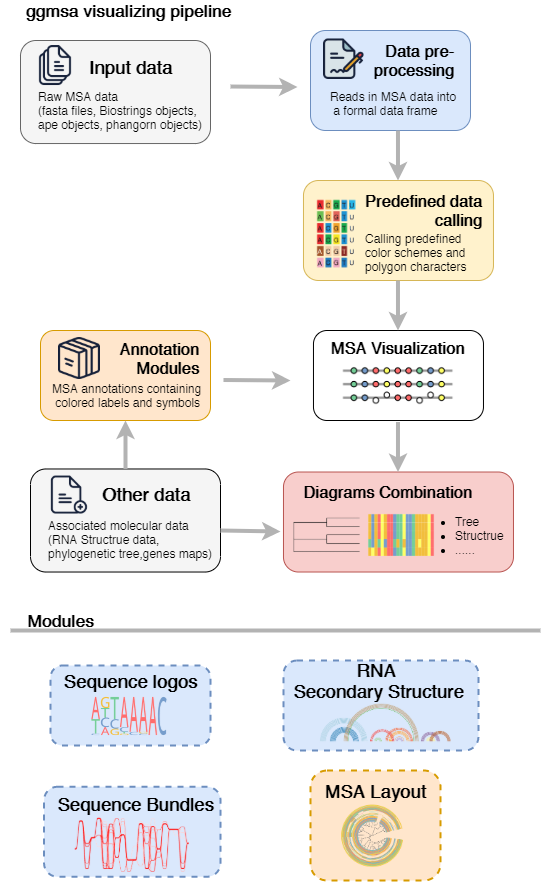 ggmsa visualizing pipeline
Input data
Raw MSA data
(fasta files, Biostrings objects,
ape objects, phangorn objects)
Data pre-
processing
Reads in MSA data into
a formal data frame
Predefined data
calling
A C G T U
A C G T U
A C G T U
A C G T U
A C G T U
A C G T U
Calling predefined
color schemes and
polygon characters
Annotation
Modules
MSA annotations containing
colored labels and symbols
MSA Visualization
Other data
Associated molecular data
(RNA Structrue data,
phylogenetic tree,genes maps)
Diagrams Combination
• Tree
• Structrue
• ......
Modules
Sequence logos
RNA
Secondary Structure
Sequence Bundles
MSA Layout